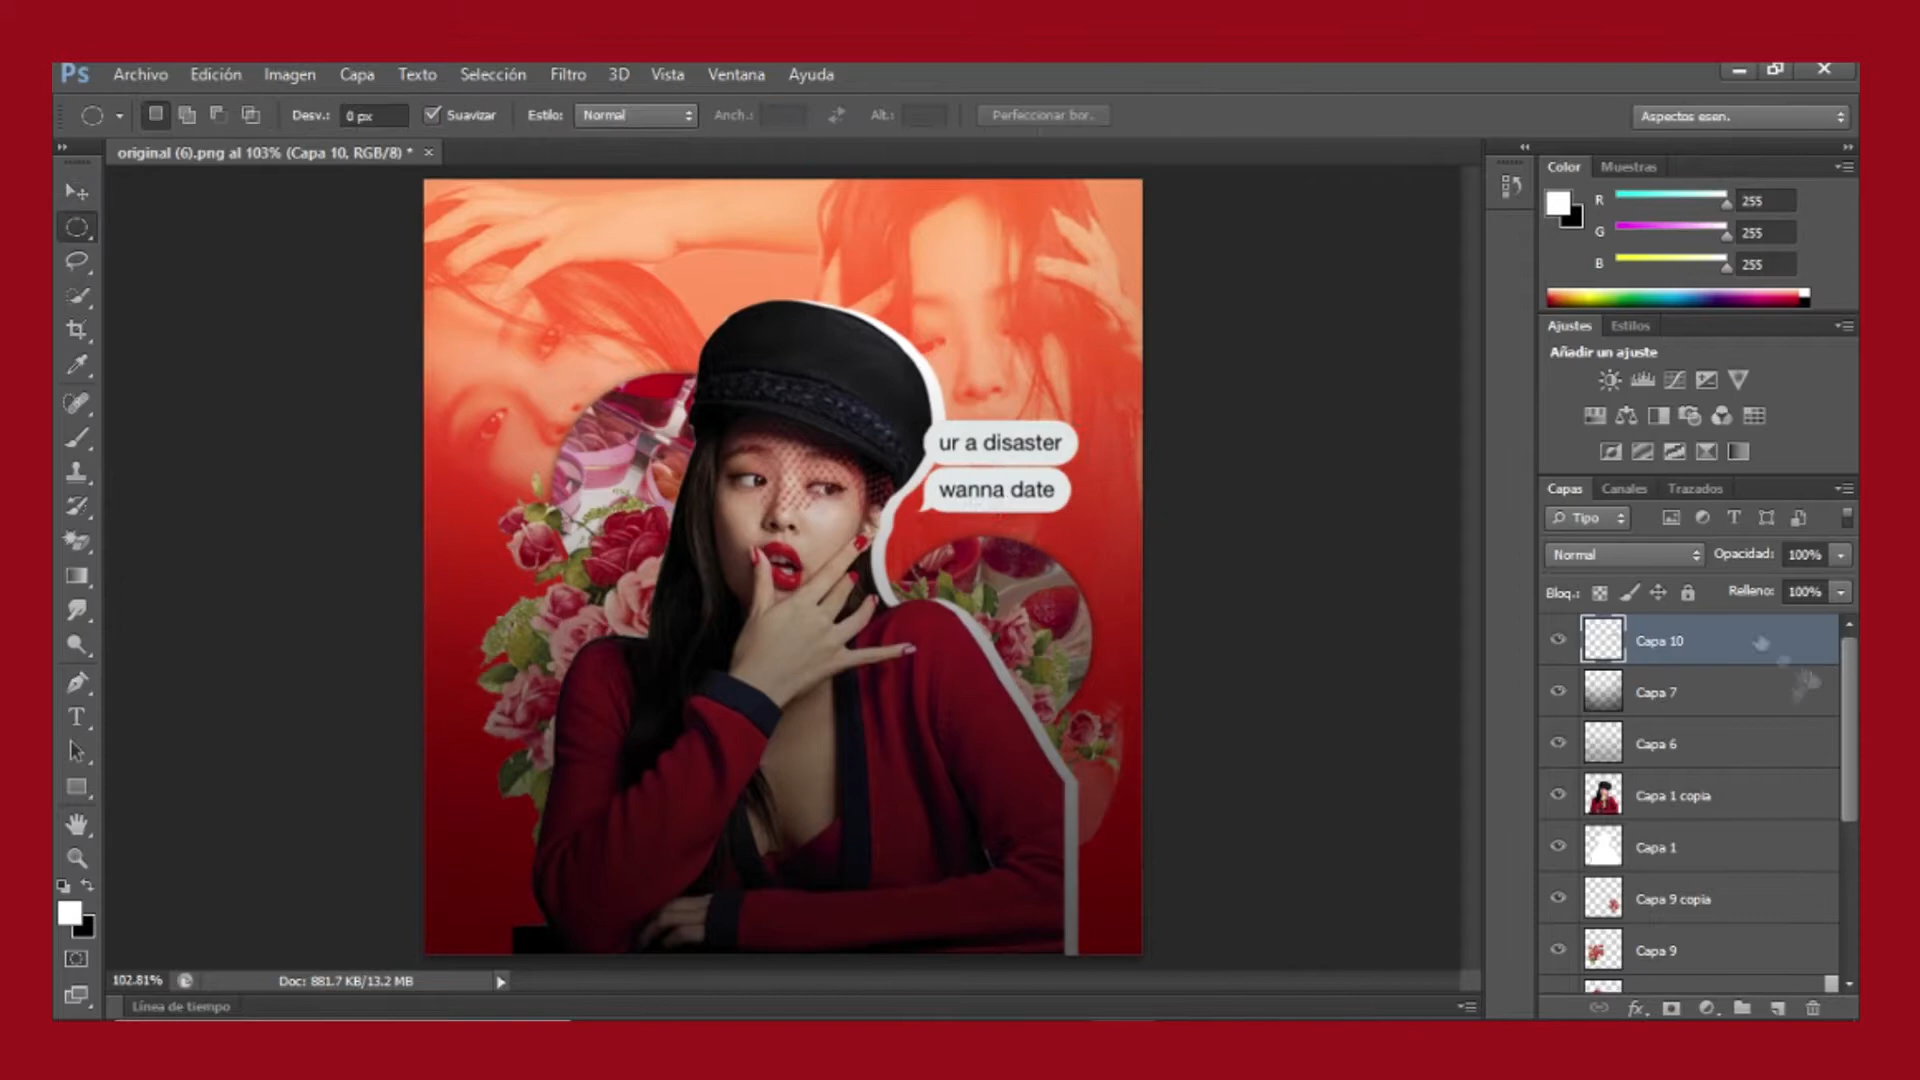 Ps Archivo Edición Imagen Capa Texto Selección Filtro 3D Vista Ventana Ayuda
Desv.: 0 px Suavizar Estilo: Normal Anch.: Alt.: Perfeccionar bor. Aspectos esen.
original (6).png al 103% (Capa 10, RGB/8) * ×
Color Muestras
R 255
G 255
B 255
Ajustes Estilos
Añadir un ajuste
ur a disaster
wanna date
Capas Canales Trazados
Tipo
Normal Opacidad: 100%
Bloq.: Relleno: 100%
Capa 10
Capa 7
Capa 6
Capa 1 copia
Capa 1
Capa 9 copia
Capa 9
102.81% Doc: 881.7 KB/13.2 MB
Línea de tiempo